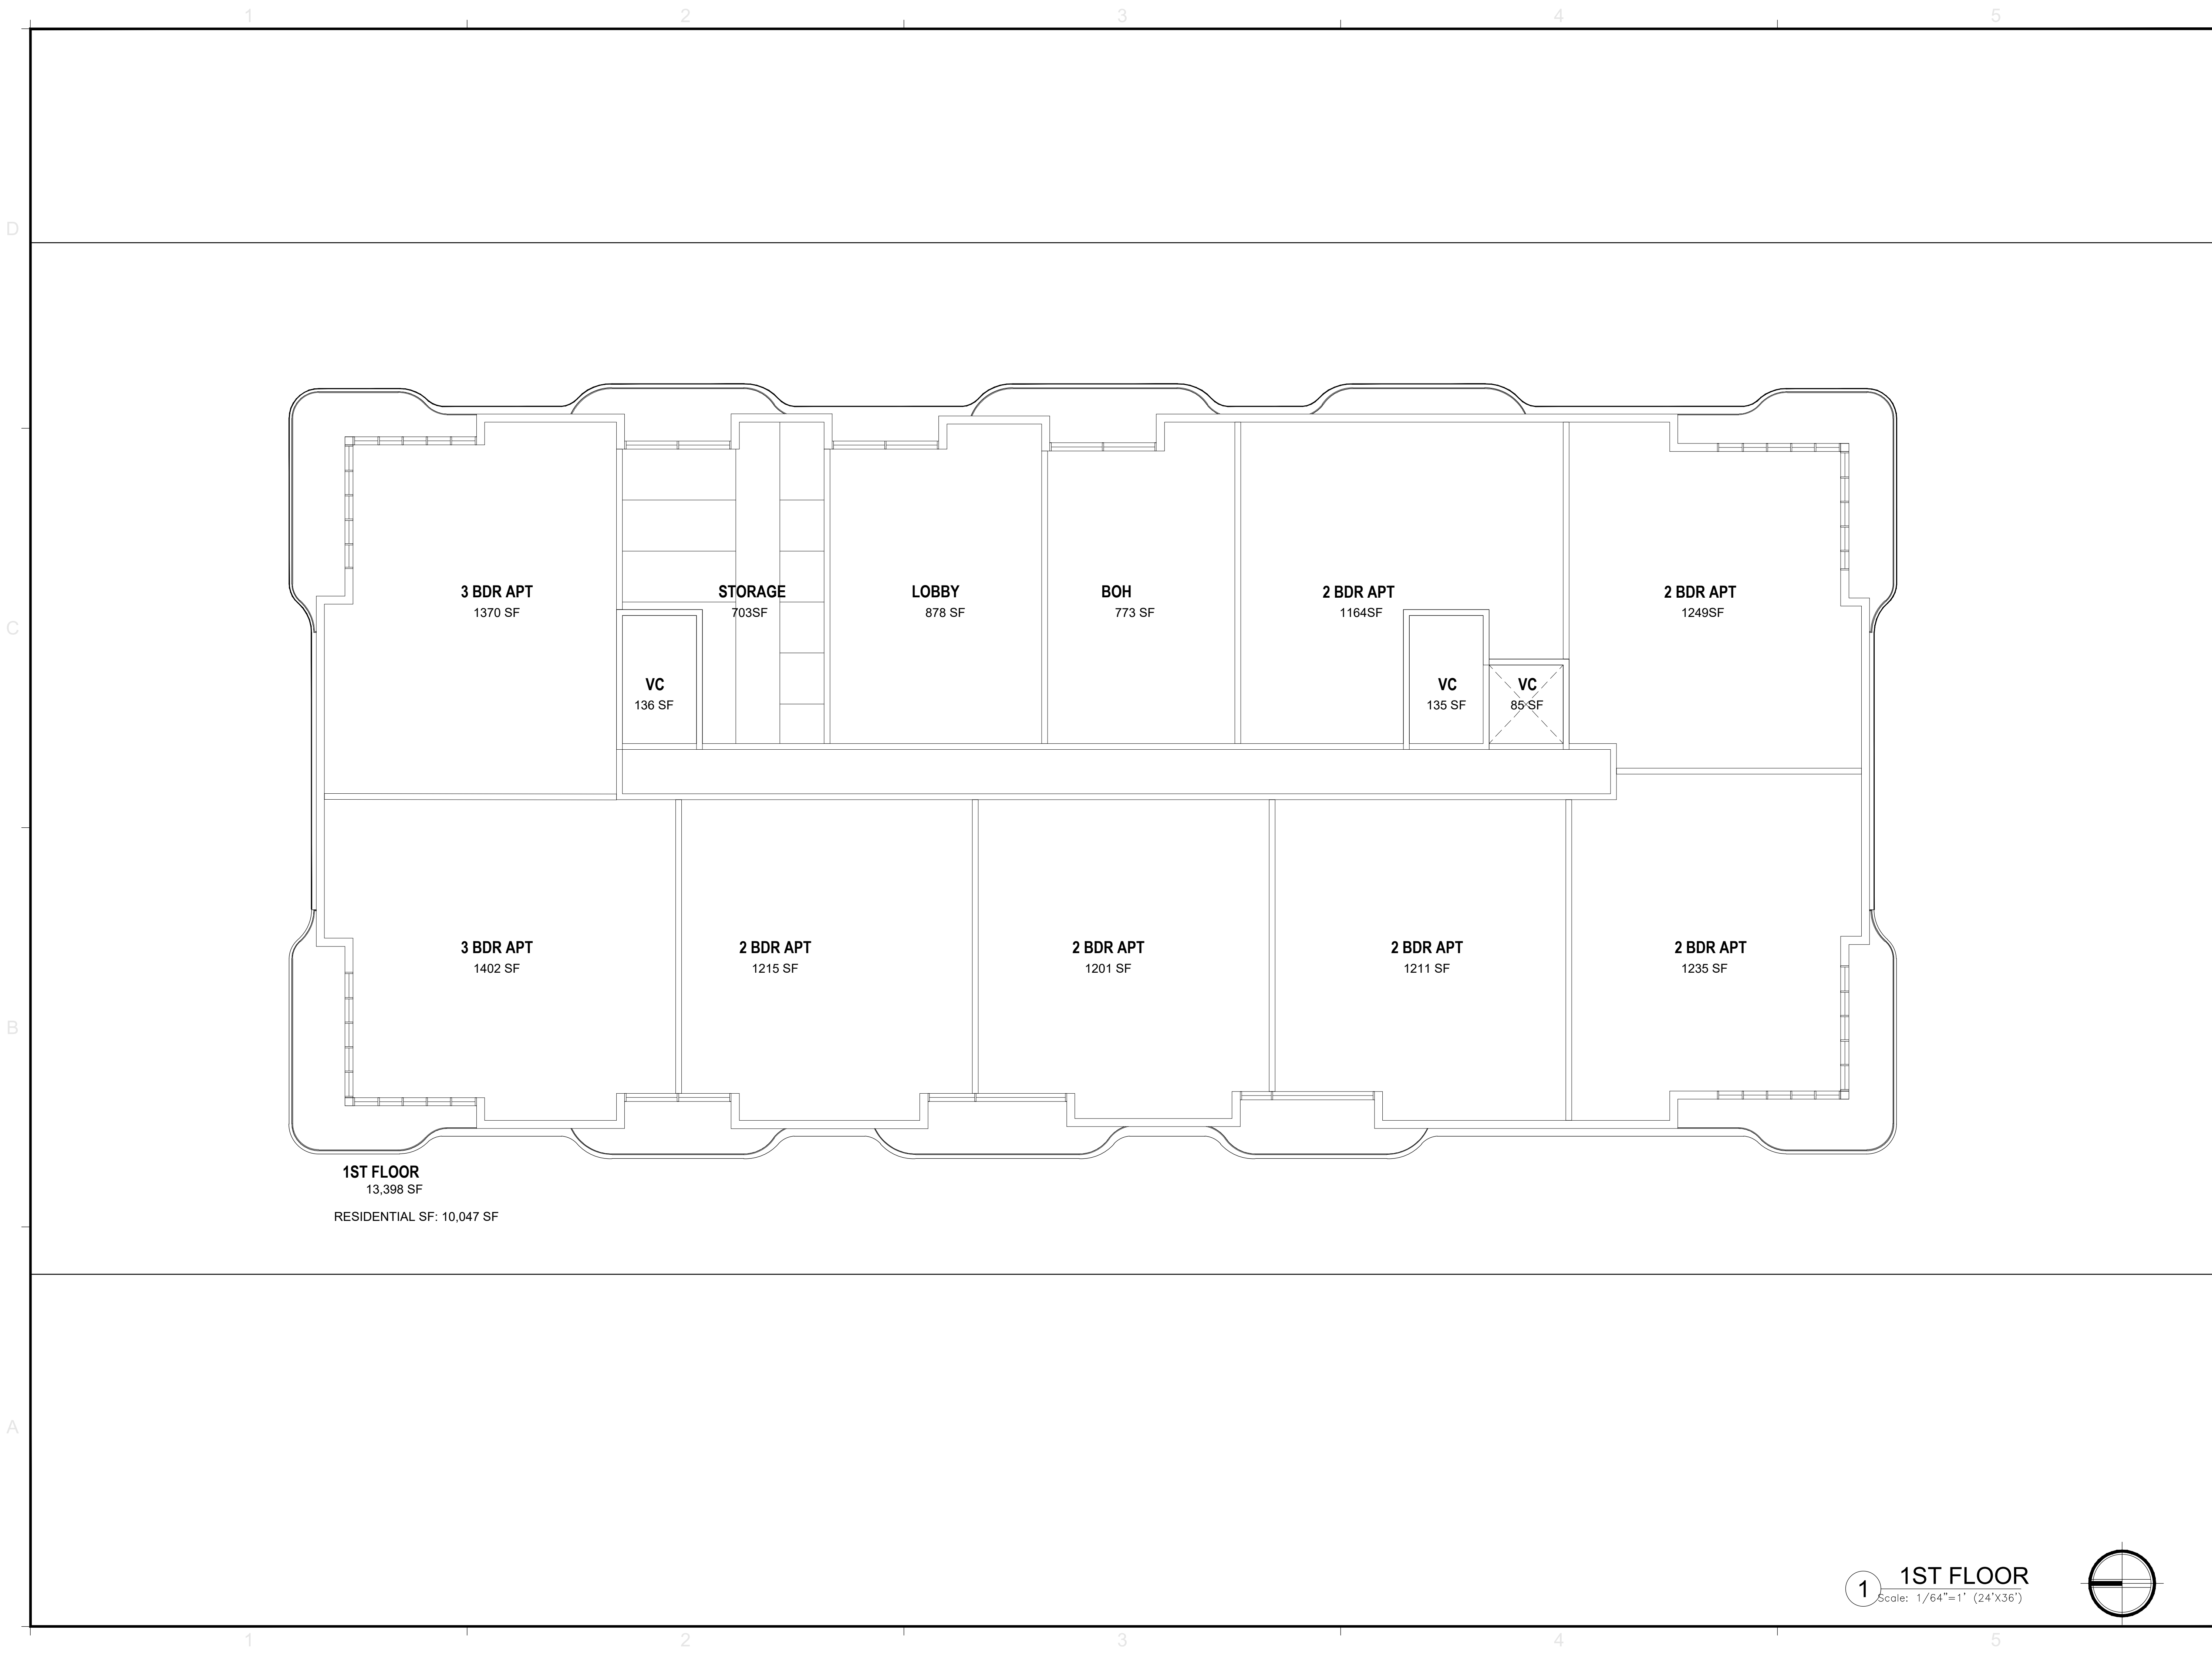 1 2 3 4 5
D
C
B
A
3 BDR APT
1370 SF
STORAGE
703SF
LOBBY
878 SF
BOH
773 SF
2 BDR APT
1164SF
2 BDR APT
1249SF
VC
136 SF
VC
135 SF
VC
85 SF
3 BDR APT
1402 SF
2 BDR APT
1215 SF
2 BDR APT
1201 SF
2 BDR APT
1211 SF
2 BDR APT
1235 SF
1ST FLOOR
13,398 SF
RESIDENTIAL SF: 10,047 SF
1
1ST FLOOR
Scale: 1/64"=1' (24'X36')
1 2 3 4 5